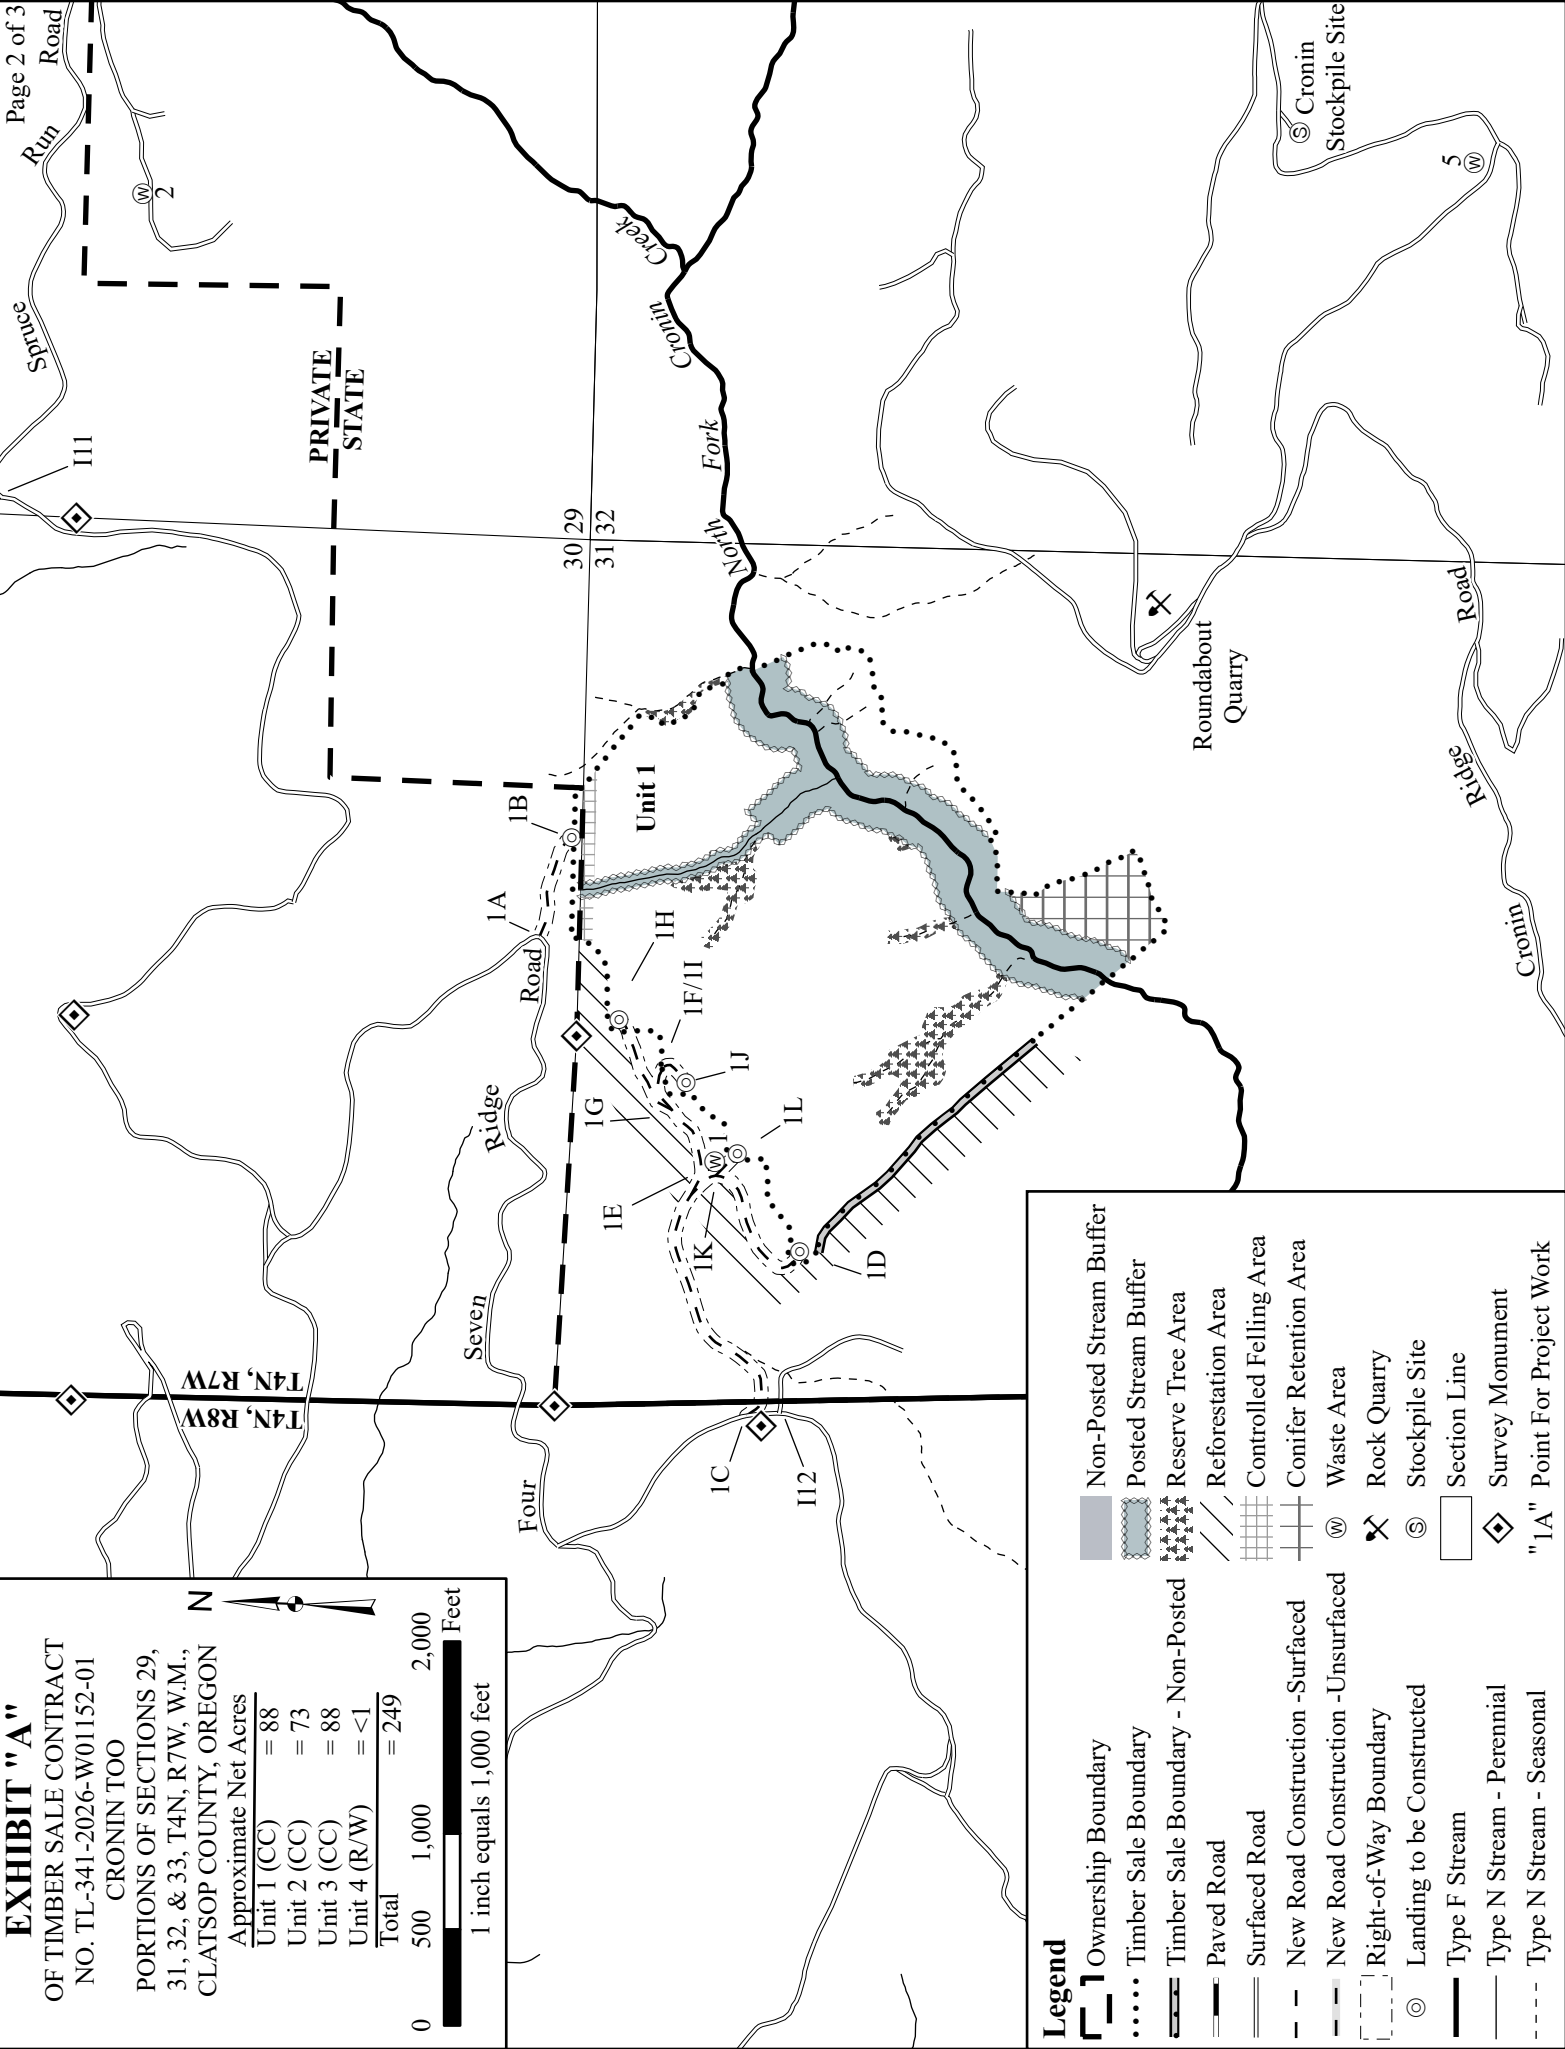 Page 2 of 3
EXHIBIT "A"
OF TIMBER SALE CONTRACT
NO. TL-341-2026-W01152-01
CRONIN TOO
PORTIONS OF SECTIONS 29,
31, 32, & 33, T4N, R7W, W.M.,
CLATSOP COUNTY, OREGON
Approximate Net Acres
Unit 1 (CC) = 88
Unit 2 (CC) = 73
Unit 3 (CC) = 88
Unit 4 (R/W) = <1
Total = 249
N
0 500 1,000 2,000
Feet
1 inch equals 1,000 feet
T4N, R8W
T4N, R7W
Four Seven Ridge Road
Spruce Run Road
I11
W 2
PRIVATE
STATE
30 29
31 32
1A
1B
Unit 1
1H
1F/1I
1J
1G
W 1
1L
1E
1K
1D
1C
I12
North Fork Cronin Creek
S Cronin
Stockpile Site
5
W
Roundabout
Quarry
Cronin Ridge Road
Legend
Ownership Boundary
Timber Sale Boundary
Timber Sale Boundary - Non-Posted
Paved Road
Surfaced Road
New Road Construction -Surfaced
New Road Construction -Unsurfaced
Right-of-Way Boundary
Landing to be Constructed
Type F Stream
Type N Stream - Perennial
Type N Stream - Seasonal
Non-Posted Stream Buffer
Posted Stream Buffer
Reserve Tree Area
Reforestation Area
Controlled Felling Area
Conifer Retention Area
W Waste Area
Rock Quarry
S Stockpile Site
Section Line
Survey Monument
"1A" Point For Project Work